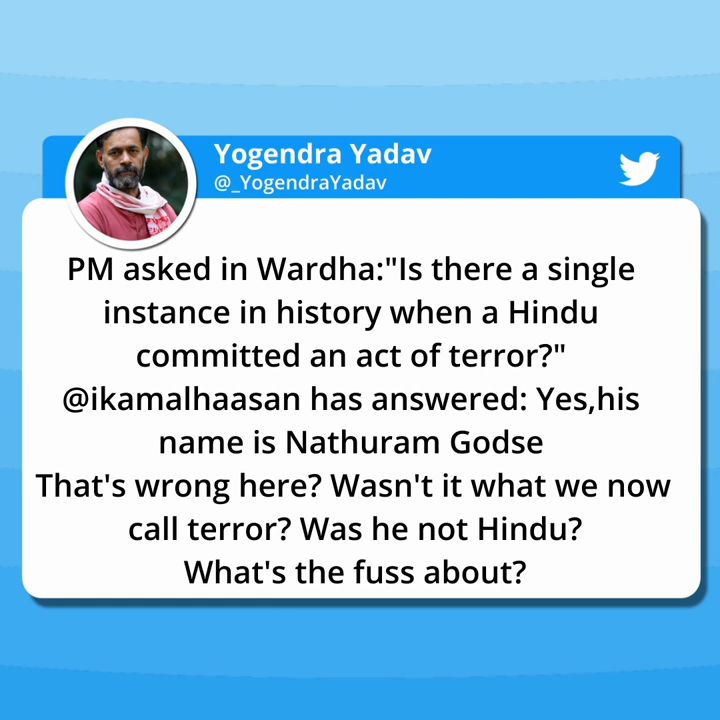 Yogendra Yadav
@_YogendraYadav
PM asked in Wardha:"Is there a single
instance in history when a Hindu
committed an act of terror?"
@ikamalhaasan has answered: Yes,his
name is Nathuram Godse
That's wrong here? Wasn't it what we now
call terror? Was he not Hindu?
What's the fuss about?